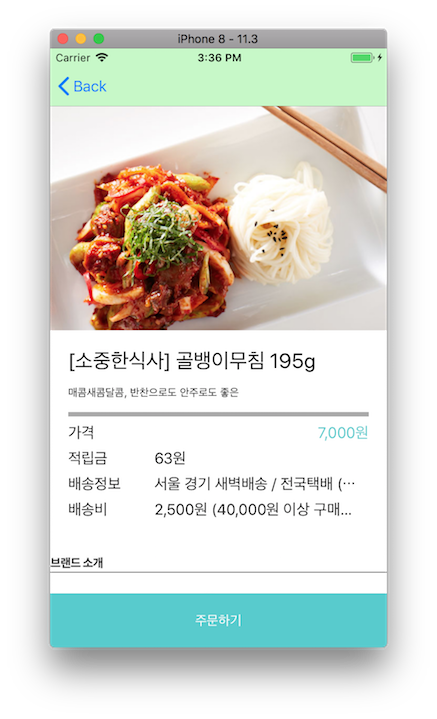 iPhone 8 - 11.3
Carrier 3:36 PM
Back
[소중한식사] 골뱅이무침 195g
매콤새콤달콤, 반찬으로도 안주로도 좋은
가격 7,000원
적립금 63원
배송정보 서울 경기 새벽배송 / 전국택배 (…
배송비 2,500원 (40,000원 이상 구매...
브랜드 소개
주문하기